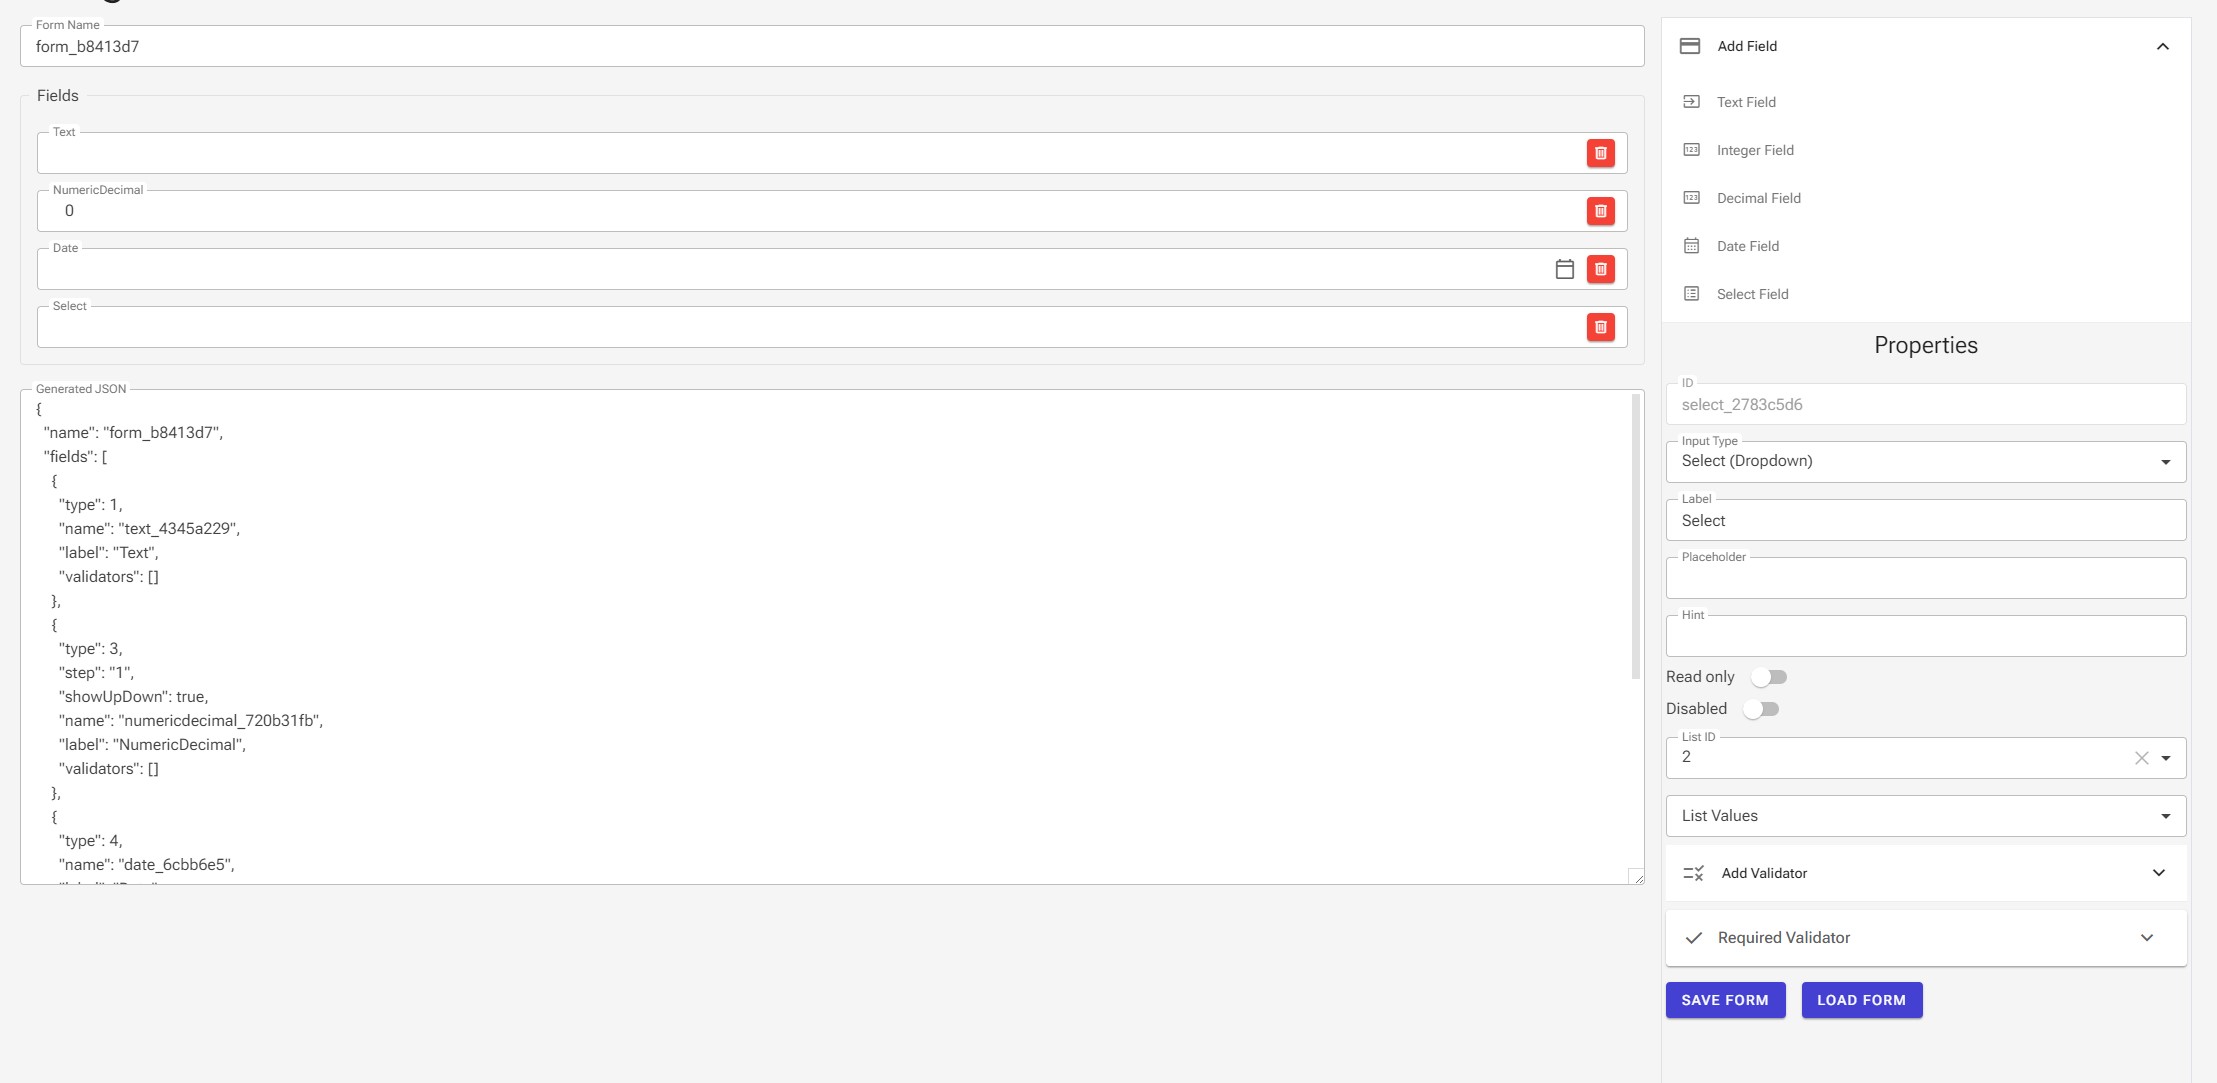 Form Name
form_b8413d7
Fields
Text
NumericDecimal
0
Date
Select
Generated JSON
{
"name": "form_b8413d7",
"fields": [
{
"type": 1,
"name": "text_4345a229",
"label": "Text",
"validators": []
},
{
"type": 3,
"step": "1",
"showUpDown": true,
"name": "numericdecimal_720b31fb",
"label": "NumericDecimal",
"validators": []
},
{
"type": 4,
"name": "date_6cbb6e5",
Add Field
Text Field
Integer Field
Decimal Field
Date Field
Select Field
Properties
ID
select_2783c5d6
Input Type
Select (Dropdown)
Label
Select
Placeholder
Hint
Read only
Disabled
List ID
2
List Values
Add Validator
Required Validator
SAVE FORM
LOAD FORM